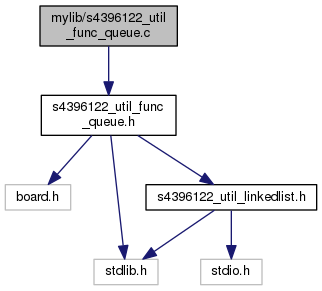 mylib/s4396122_util
_func_queue.c
s4396122_util_func
_queue.h
board.h
s4396122_util_linkedlist.h
stdlib.h
stdio.h